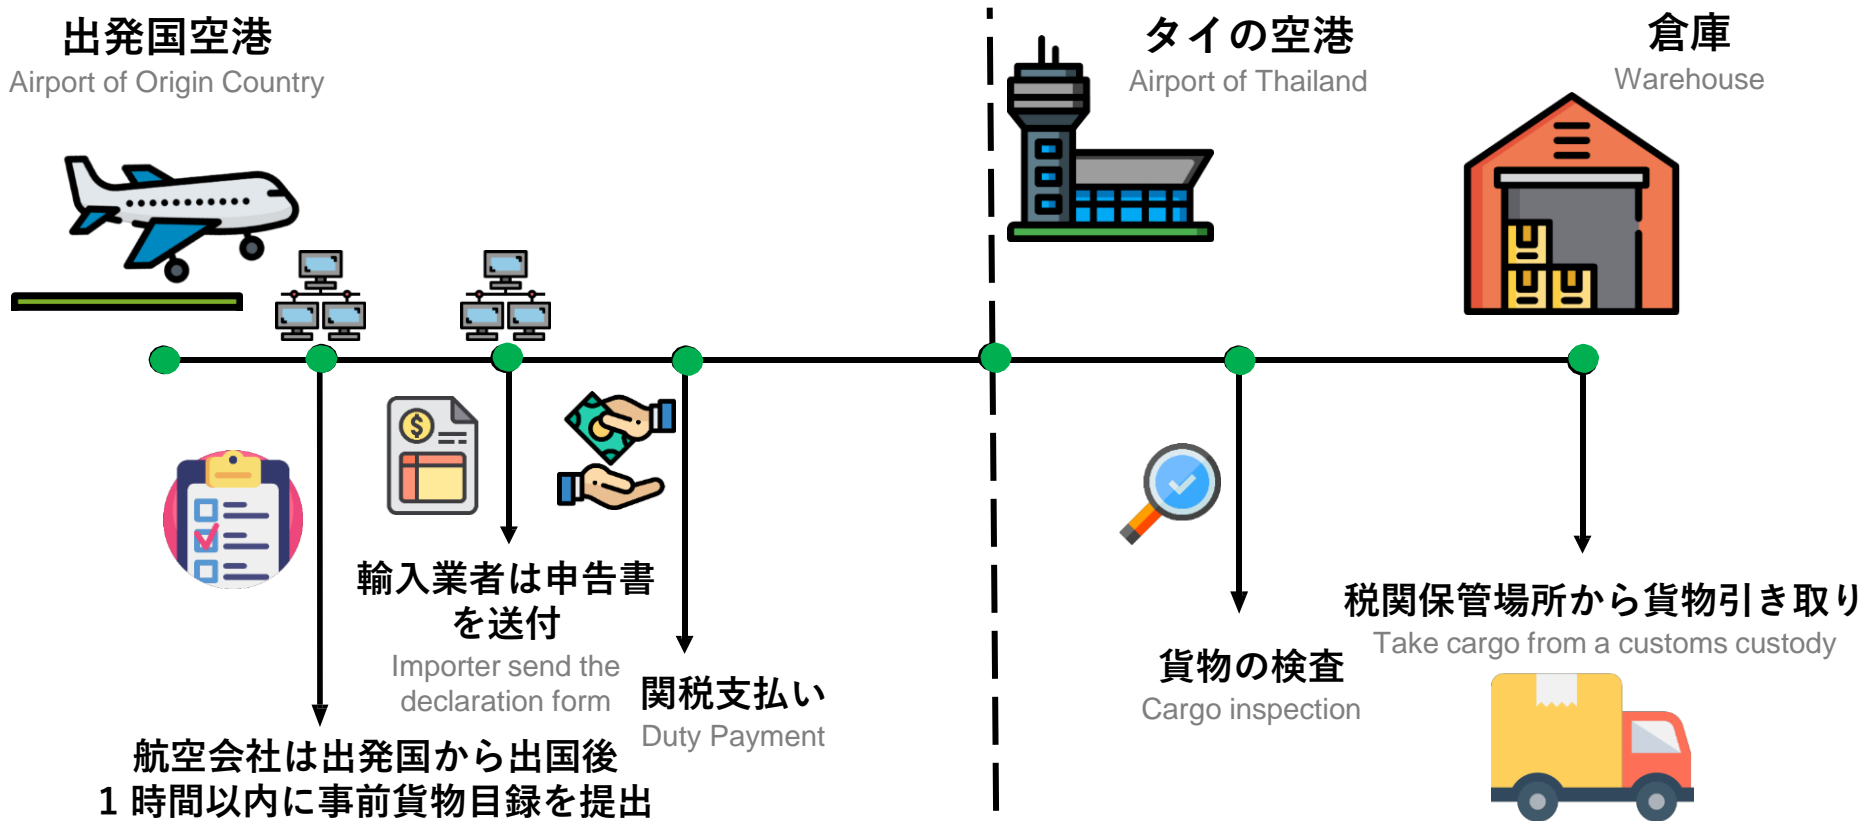 出発国空港
Airport of Origin Country
タイの空港
Airport of Thailand
倉庫
Warehouse
輸入業者は申告書
を送付
Importer send the
declaration form
関税支払い
Duty Payment
航空会社は出発国から出国後
1 時間以内に事前貨物目録を提出
貨物の検査
Cargo inspection
税関保管場所から貨物引き取り
Take cargo from a customs custody